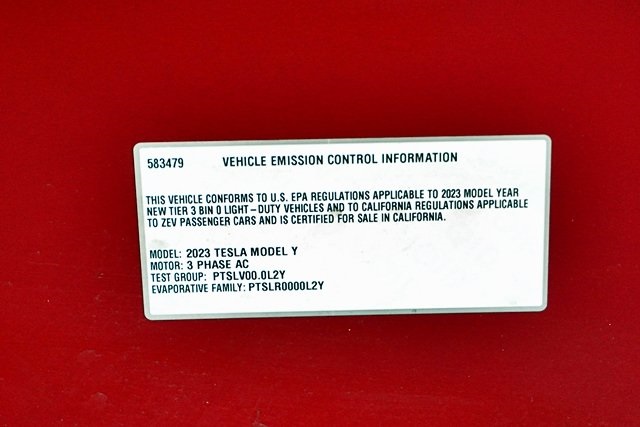 583479 VEHICLE EMISSION CONTROL INFORMATION
THIS VEHICLE CONFORMS TO U.S. EPA REGULATIONS APPLICABLE TO 2023 MODEL YEAR
NEW TIER 3 BIN 0 LIGHT-DUTY VEHICLES AND TO CALIFORNIA REGULATIONS APPLICABLE
TO ZEV PASSENGER CARS AND IS CERTIFIED FOR SALE IN CALIFORNIA.
MODEL: 2023 TESLA MODEL Y
MOTOR: 3 PHASE AC
TEST GROUP: PTSLV00.0L2Y
EVAPORATIVE FAMILY: PTSLR0000L2Y